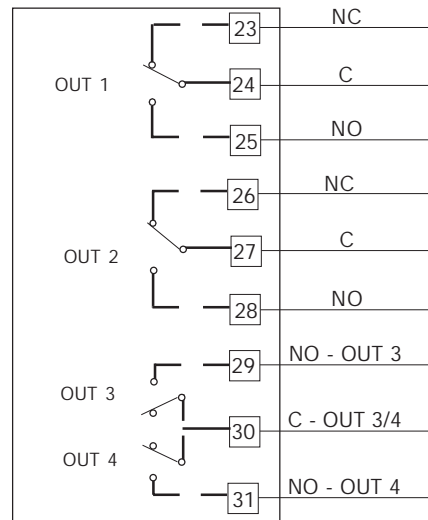 23 NC
OUT 1 24 C
25 NO
26 NC
OUT 2 27 C
28 NO
29 NO - OUT 3
OUT 3
30 C - OUT 3/4
OUT 4
31 NO - OUT 4